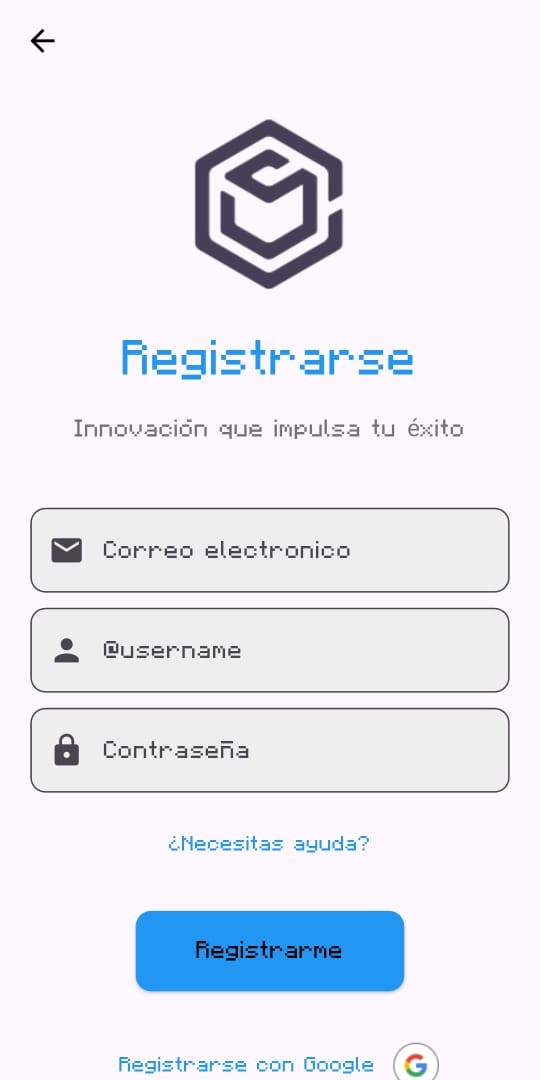 Registrarse
Innovación que impulsa tu éxito
Correo electronico
@username
Contraseña
¿Necesitas ayuda?
Registrarme
Registrarse con Google